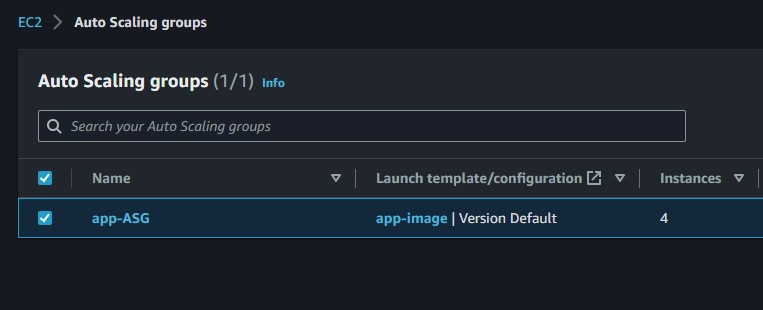 EC2 > Auto Scaling groups
Auto Scaling groups (1/1) Info
Search your Auto Scaling groups
Name Launch template/configuration Instances
app-ASG app-image | Version Default 4